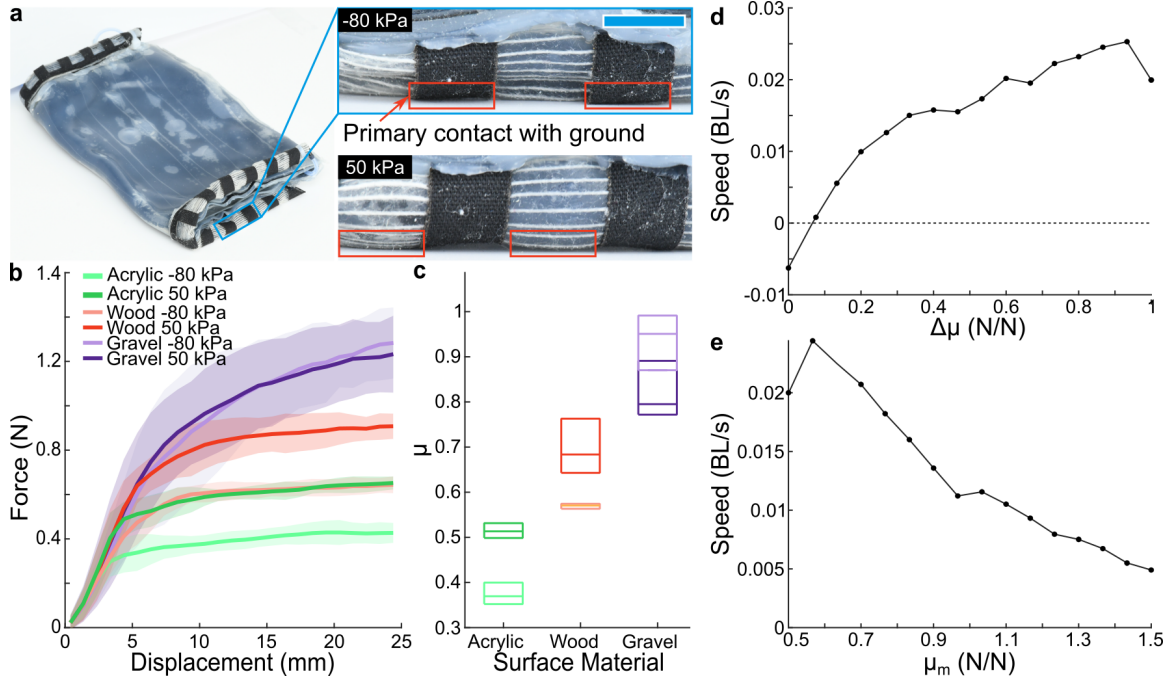 a
-80 kPa
Primary contact with ground
50 kPa
b
1.4
1.2
0.8
0.4
0
Force (N)
Acrylic -80 kPa
Acrylic 50 kPa
Wood -80 kPa
Wood 50 kPa
Gravel -80 kPa
Gravel 50 kPa
0 5 10 15 20 25
Displacement (mm)
c
1
0.9
0.8
0.7
0.6
0.5
0.4
0.3
μ
Acrylic Wood Gravel
Surface Material
d
0.03
0.02
0.01
0
-0.01
Speed (BL/s)
0 0.2 0.4 0.6 0.8 1
Δμ (N/N)
e
0.02
0.015
0.01
0.005
0
Speed (BL/s)
0.5 0.7 0.9 1.1 1.3 1.5
μm (N/N)